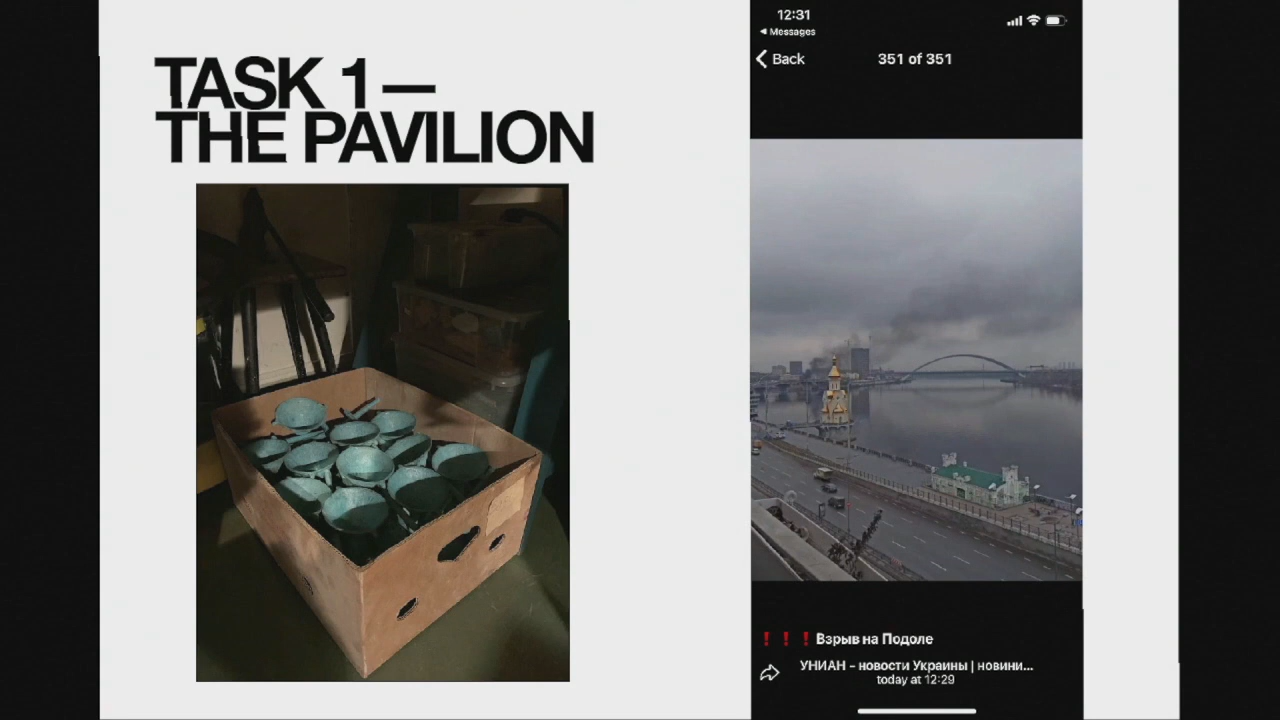 TASK 1—
THE PAVILION
12:31
Messages
Back
351 of 351
❗❗❗Взрыв на Подоле
УНИАН - новости Украины | новини...
today at 12:29